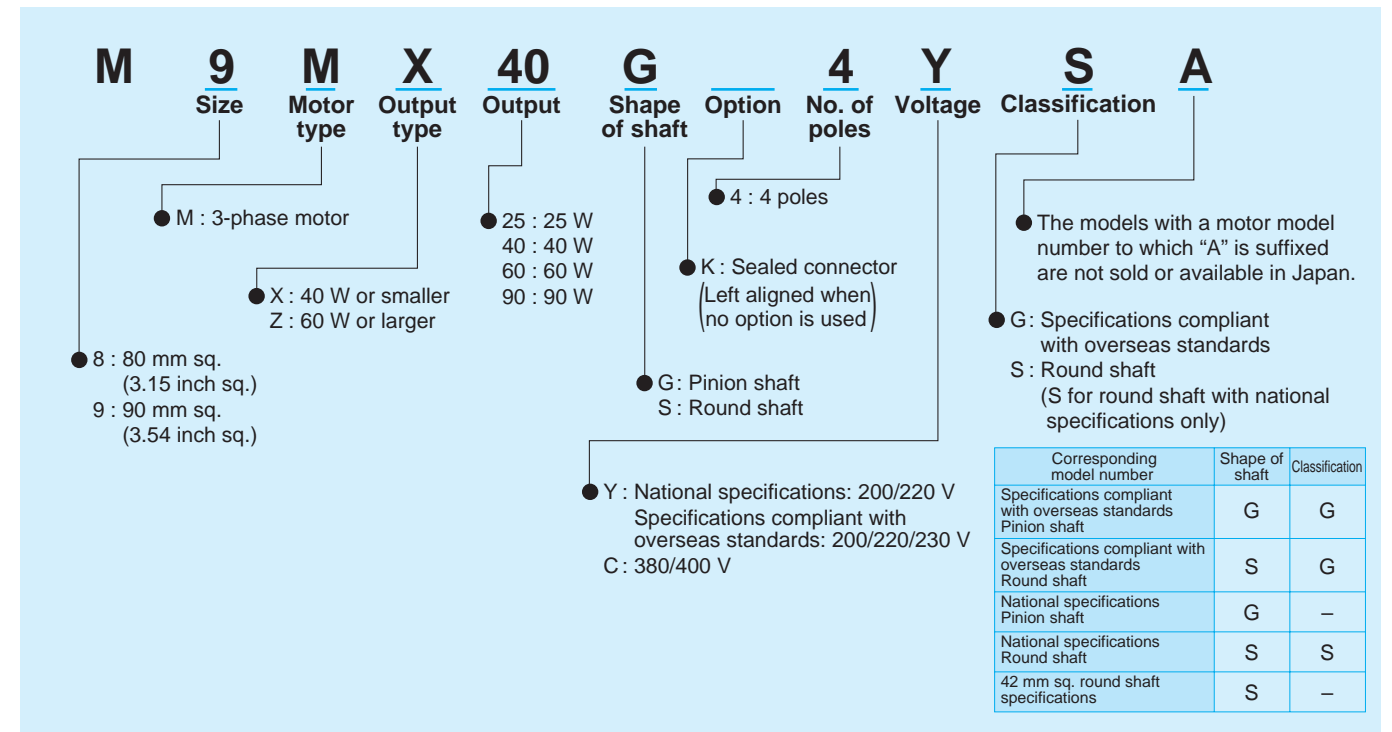 M 9 M X 40 G 4 Y S A
Size Motor type Output type Output Shape of shaft Option No. of poles Voltage Classification
8 : 80 mm sq.
(3.15 inch sq.)
9 : 90 mm sq.
(3.54 inch sq.)
M : 3-phase motor
X : 40 W or smaller
Z : 60 W or larger
25 : 25 W
40 : 40 W
60 : 60 W
90 : 90 W
G : Pinion shaft
S : Round shaft
K : Sealed connector
(Left aligned when
no option is used)
4 : 4 poles
Y : National specifications: 200/220 V
Specifications compliant with
overseas standards: 200/220/230 V
C : 380/400 V
The models with a motor model
number to which “A” is suffixed
are not sold or available in Japan.
G : Specifications compliant
with overseas standards
S : Round shaft
(S for round shaft with national
specifications only)
Corresponding
model number
Shape of
shaft
Classification
Specifications compliant
with overseas standards
Pinion shaft
G G
Specifications compliant with
overseas standards
Round shaft
S G
National specifications
Pinion shaft
G –
National specifications
Round shaft
S S
42 mm sq. round shaft
specifications
S –